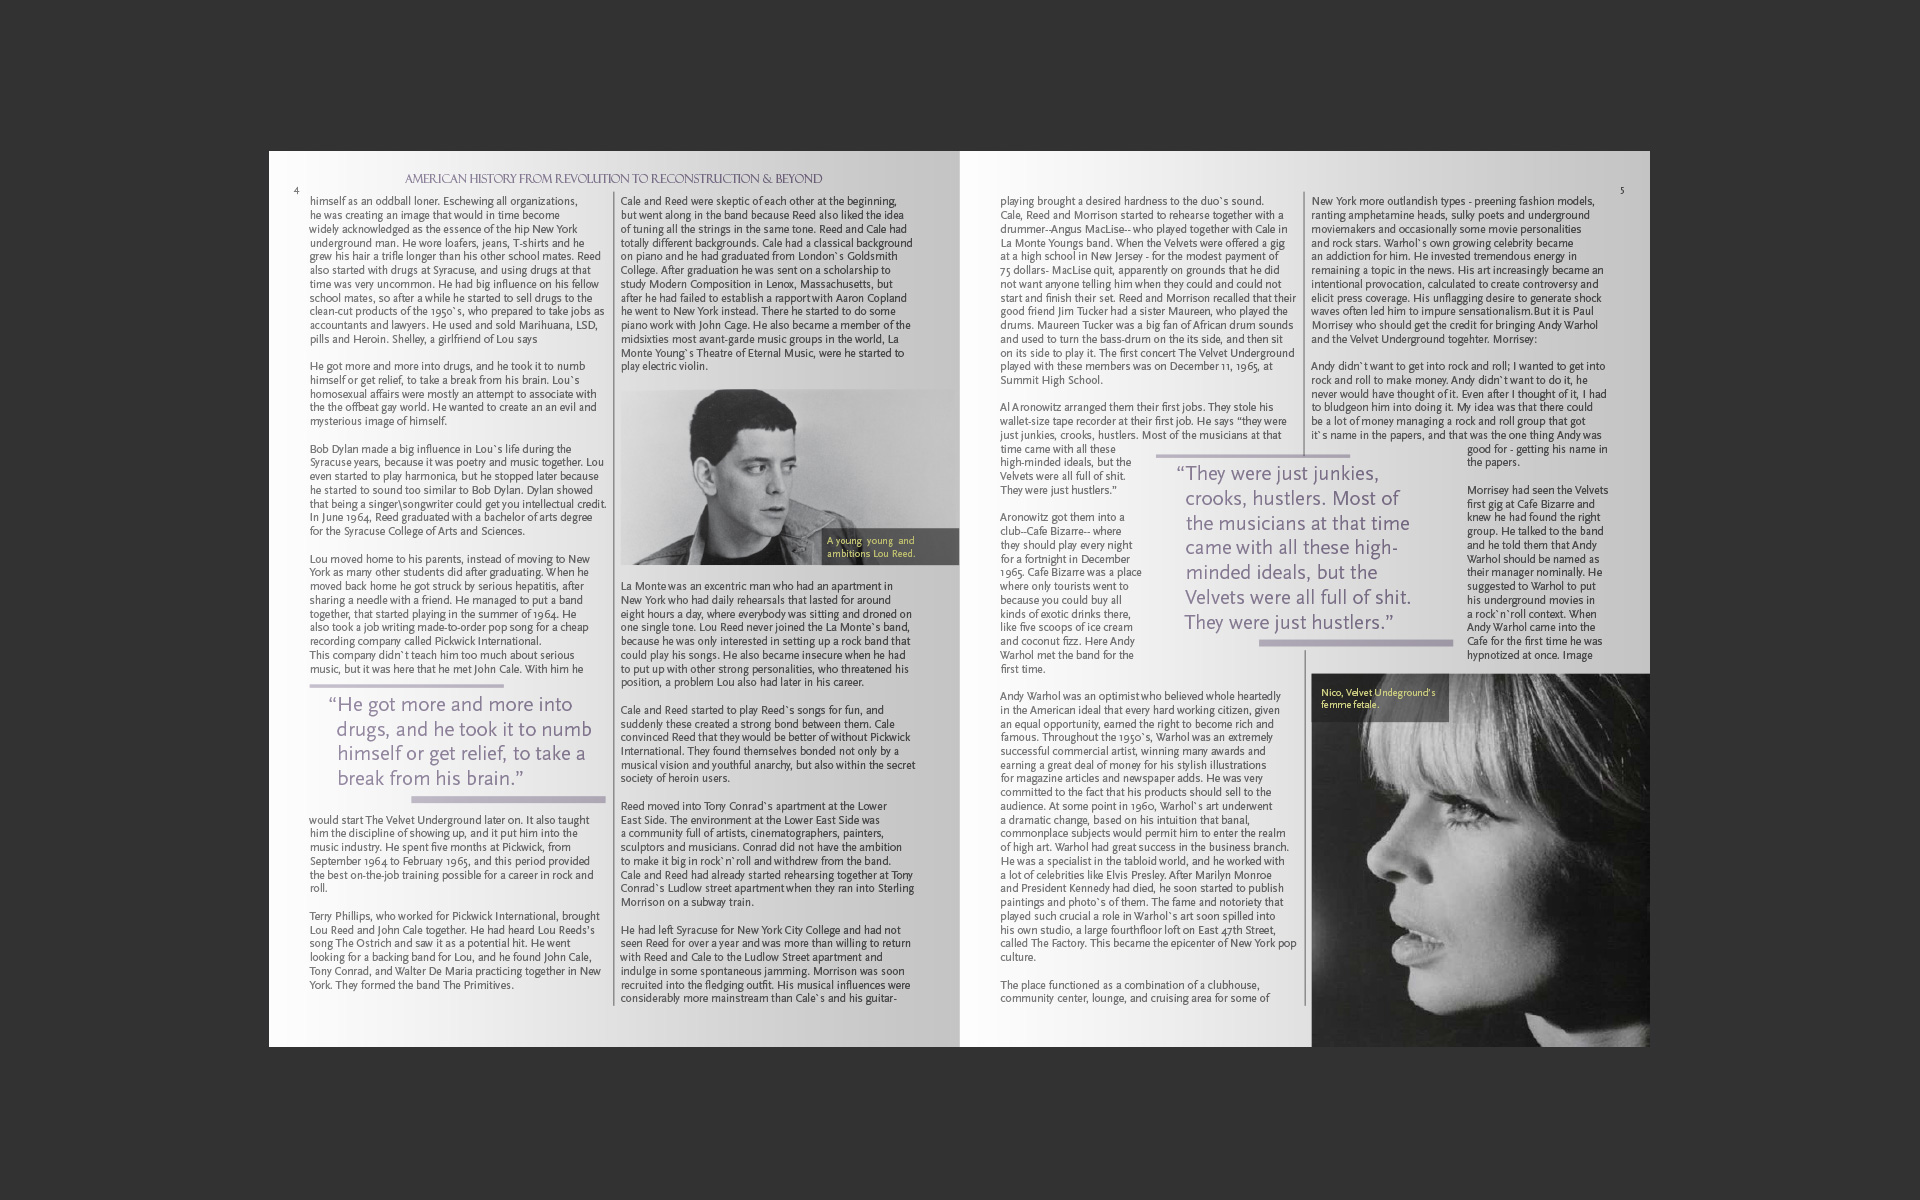 AMERICAN HISTORY FROM REVOLUTION TO RECONSTRUCTION & BEYOND
4
himself as an oddball loner. Eschewing all organizations,
he was creating an image that would in time become
widely acknowledged as the essence of the hip New York
underground man. He wore loafers, jeans, T-shirts and he
grew his hair a trifle longer than his other school mates. Reed
also started with drugs at Syracuse, and using drugs at that
time was very uncommon. He had big influence on his fellow
school mates, so after a while he started to sell drugs to the
clean-cut products of the 1950`s, who prepared to take jobs as
accountants and lawyers. He used and sold Marihuana, LSD,
pills and Heroin. Shelley, a girlfriend of Lou says
He got more and more into drugs, and he took it to numb
himself or get relief, to take a break from his brain. Lou`s
homosexual affairs were mostly an attempt to associate with
the the offbeat gay world. He wanted to create an an evil and
mysterious image of himself.
Bob Dylan made a big influence in Lou`s life during the
Syracuse years, because it was poetry and music together. Lou
even started to play harmonica, but he stopped later because
he started to sound too similar to Bob Dylan. Dylan showed
that being a singer\songwriter could get you intellectual credit.
In June 1964, Reed graduated with a bachelor of arts degree
for the Syracuse College of Arts and Sciences.
Lou moved home to his parents, instead of moving to New
York as many other students did after graduating. When he
moved back home he got struck by serious hepatitis, after
sharing a needle with a friend. He managed to put a band
together, that started playing in the summer of 1964. He
also took a job writing made-to-order pop song for a cheap
recording company called Pickwick International.
This company didn`t teach him too much about serious
music, but it was here that he met John Cale. With him he
“He got more and more into
drugs, and he took it to numb
himself or get relief, to take a
break from his brain.”
would start The Velvet Underground later on. It also taught
him the discipline of showing up, and it put him into the
music industry. He spent five months at Pickwick, from
September 1964 to February 1965, and this period provided
the best on-the-job training possible for a career in rock and
roll.
Terry Phillips, who worked for Pickwick International, brought
Lou Reed and John Cale together. He had heard Lou Reeds's
song The Ostrich and saw it as a potential hit. He went
looking for a backing band for Lou, and he found John Cale,
Tony Conrad, and Walter De Maria practicing together in New
York. They formed the band The Primitives.
Cale and Reed were skeptic of each other at the beginning,
but went along in the band because Reed also liked the idea
of tuning all the strings in the same tone. Reed and Cale had
totally different backgrounds. Cale had a classical background
on piano and he had graduated from London`s Goldsmith
College. After graduation he was sent on a scholarship to
study Modern Composition in Lenox, Massachusetts, but
after he had failed to establish a rapport with Aaron Copland
he went to New York instead. There he started to do some
piano work with John Cage. He also became a member of the
midsixties most avant-garde music groups in the world, La
Monte Young`s Theatre of Eternal Music, were he started to
play electric violin.
A young young and
ambitions Lou Reed.
La Monte was an excentric man who had an apartment in
New York who had daily rehearsals that lasted for around
eight hours a day, where everybody was sitting and droned on
one single tone. Lou Reed never joined the La Monte`s band,
because he was only interested in setting up a rock band that
could play his songs. He also became insecure when he had
to put up with other strong personalities, who threatened his
position, a problem Lou also had later in his career.
Cale and Reed started to play Reed`s songs for fun, and
suddenly these created a strong bond between them. Cale
convinced Reed that they would be better of without Pickwick
International. They found themselves bonded not only by a
musical vision and youthful anarchy, but also within the secret
society of heroin users.
Reed moved into Tony Conrad`s apartment at the Lower
East Side. The environment at the Lower East Side was
a community full of artists, cinematographers, painters,
sculptors and musicians. Conrad did not have the ambition
to make it big in rock`n`roll and withdrew from the band.
Cale and Reed had already started rehearsing together at Tony
Conrad`s Ludlow street apartment when they ran into Sterling
Morrison on a subway train.
He had left Syracuse for New York City College and had not
seen Reed for over a year and was more than willing to return
with Reed and Cale to the Ludlow Street apartment and
indulge in some spontaneous jamming. Morrison was soon
recruited into the fledging outfit. His musical influences were
considerably more mainstream than Cale`s and his guitar-
playing brought a desired hardness to the duo`s sound.
Cale, Reed and Morrison started to rehearse together with a
drummer--Angus MacLise-- who played together with Cale in
La Monte Youngs band. When the Velvets were offered a gig
at a high school in New Jersey - for the modest payment of
75 dollars- MacLise quit, apparently on grounds that he did
not want anyone telling him when they could and could not
start and finish their set. Reed and Morrison recalled that their
good friend Jim Tucker had a sister Maureen, who played the
drums. Maureen Tucker was a big fan of African drum sounds
and used to turn the bass-drum on the its side, and then sit
on its side to play it. The first concert The Velvet Underground
played with these members was on December 11, 1965, at
Summit High School.
Al Aronowitz arranged them their first jobs. They stole his
wallet-size tape recorder at their first job. He says “they were
just junkies, crooks, hustlers. Most of the musicians at that
time came with all these
high-minded ideals, but the
Velvets were all full of shit.
They were just hustlers.”
Aronowitz got them into a
club--Cafe Bizarre-- where
they should play every night
for a fortnight in December
1965. Cafe Bizarre was a place
where only tourists went to
because you could buy all
kinds of exotic drinks there,
like five scoops of ice cream
and coconut fizz. Here Andy
Warhol met the band for the
first time.
Andy Warhol was an optimist who believed whole heartedly
in the American ideal that every hard working citizen, given
an equal opportunity, earned the right to become rich and
famous. Throughout the 1950`s, Warhol was an extremely
successful commercial artist, winning many awards and
earning a great deal of money for his stylish illustrations
for magazine articles and newspaper adds. He was very
committed to the fact that his products should sell to the
audience. At some point in 1960, Warhol`s art underwent
a dramatic change, based on his intuition that banal,
commonplace subjects would permit him to enter the realm
of high art. Warhol had great success in the business branch.
He was a specialist in the tabloid world, and he worked with
a lot of celebrities like Elvis Presley. After Marilyn Monroe
and President Kennedy had died, he soon started to publish
paintings and photo`s of them. The fame and notoriety that
played such crucial a role in Warhol`s art soon spilled into
his own studio, a large fourthfloor loft on East 47th Street,
called The Factory. This became the epicenter of New York pop
culture.
The place functioned as a combination of a clubhouse,
community center, lounge, and cruising area for some of
“They were just junkies,
crooks, hustlers. Most of
the musicians at that time
came with all these high-
minded ideals, but the
Velvets were all full of shit.
They were just hustlers.”
5
New York more outlandish types - preening fashion models,
ranting amphetamine heads, sulky poets and underground
moviemakers and occasionally some movie personalities
and rock stars. Warhol`s own growing celebrity became
an addiction for him. He invested tremendous energy in
remaining a topic in the news. His art increasingly became an
intentional provocation, calculated to create controversy and
elicit press coverage. His unflagging desire to generate shock
waves often led him to impure sensationalism.But it is Paul
Morrisey who should get the credit for bringing Andy Warhol
and the Velvet Underground togehter. Morrisey:
Andy didn`t want to get into rock and roll; I wanted to get into
rock and roll to make money. Andy didn`t want to do it, he
never would have thought of it. Even after I thought of it, I had
to bludgeon him into doing it. My idea was that there could
be a lot of money managing a rock and roll group that got
it`s name in the papers, and that was the one thing Andy was
good for - getting his name in
the papers.
Morrisey had seen the Velvets
first gig at Cafe Bizarre and
knew he had found the right
group. He talked to the band
and he told them that Andy
Warhol should be named as
their manager nominally. He
suggested to Warhol to put
his underground movies in
a rock`n`roll context. When
Andy Warhol came into the
Cafe for the first time he was
hypnotized at once. Image
Nico, Velvet Undeground's
femme fetale.